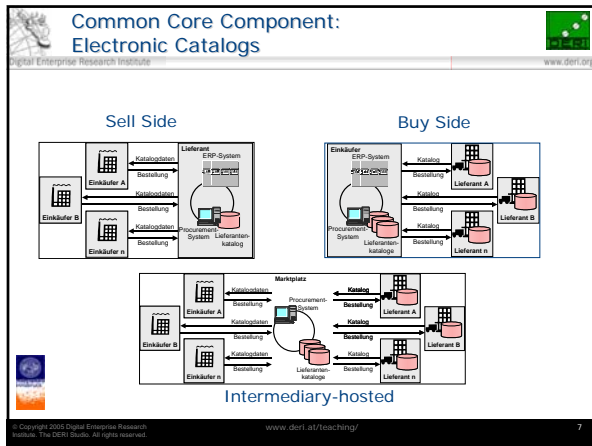 Common Core Component:
Electronic Catalogs
DERI
Digital Enterprise Research Institute
www.deri.org
Sell Side
Buy Side
Lieferant
ERP-System
Einkäufer A
Katalogdaten
Bestellung
Einkäufer B
Katalogdaten
Bestellung
Einkäufer n
Katalogdaten
Bestellung
Procurement-
System
Lieferanten-
katalog
Einkäufer
ERP-System
Procurement-
System
Lieferanten-
kataloge
Katalog
Bestellung
Lieferant A
Katalog
Bestellung
Lieferant B
Katalog
Bestellung
Lieferant n
Marktplatz
Einkäufer A
Katalogdaten
Bestellung
Einkäufer B
Katalogdaten
Bestellung
Einkäufer n
Katalogdaten
Bestellung
Procurement-
System
Lieferanten-
kataloge
Katalog
Bestellung
Lieferant A
Katalog
Bestellung
Lieferant B
Katalog
Bestellung
Lieferant n
Intermediary-hosted
© Copyright 2005 Digital Enterprise Research
Institute, The DERI Studio. All rights reserved.
www.deri.at/teaching/
7